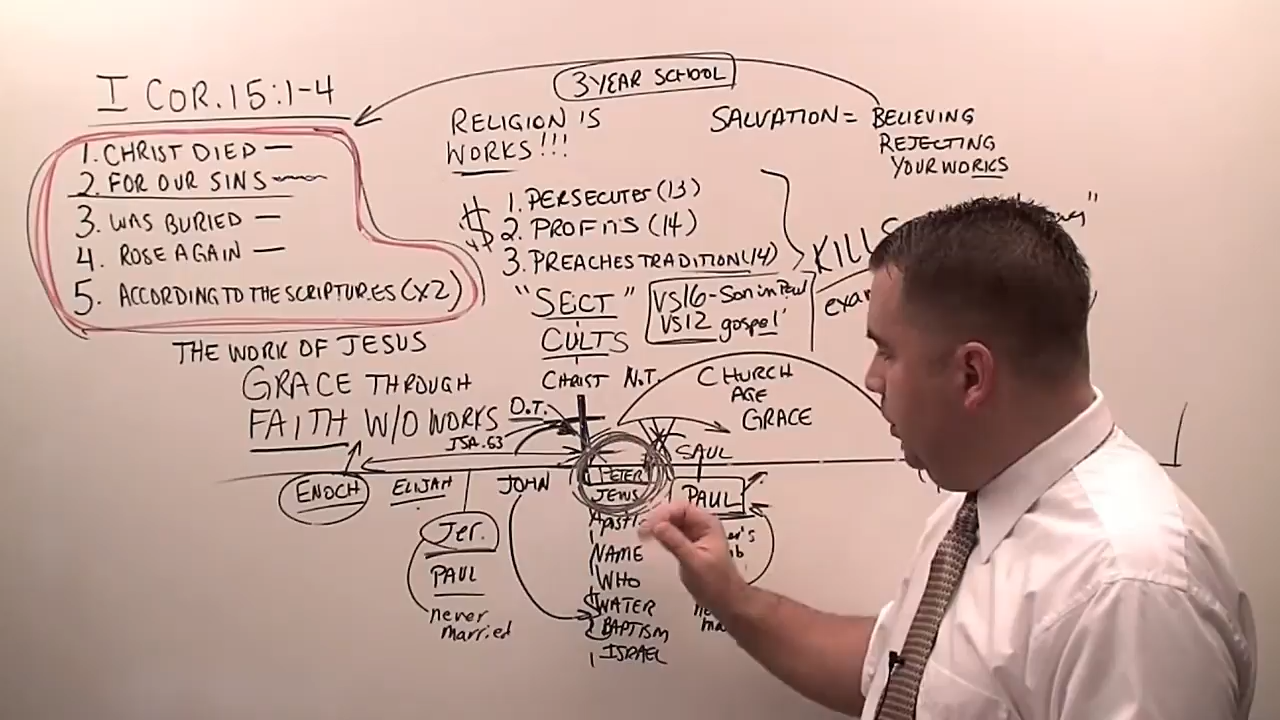 I COR. 15:1-4
1. CHRIST DIED —
2. FOR OUR SINS
3. WAS BURIED —
4. ROSE AGAIN —
5. ACCORDING TO THE SCRIPTURES (X2)
THE WORK OF JESUS
GRACE THROUGH
FAITH W/O WORKS
3 YEAR SCHOOL
RELIGION IS
WORKS!!!
SALVATION = BELIEVING
REJECTING
YOUR WORKS
$
1. PERSECUTES (13)
2. PROFITS (14)
3. PREACHES TRADITION (14)
KILLS
"SECT"
CULTS
VS16 - Son in Paul
VS12 gospel'
CHRIST N.T.
CHURCH
AGE
GRACE
O.T.
ISA. 63
SAUL
ENOCH
ELIJAH
JOHN
PETER
JEWS
PAUL
Jer.
PAUL
never
married
NAME
WHO
WATER
BAPTISM
ISRAEL